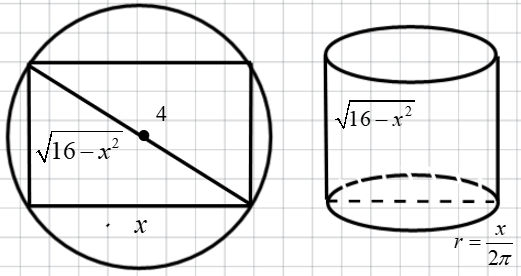 4
√(16 − x²)
x
√(16 − x²)
r = x/(2π)